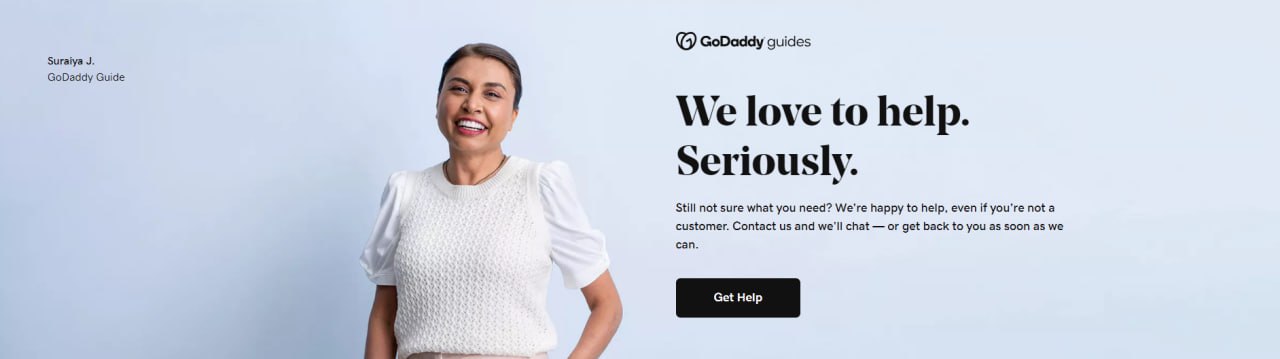 Suraiya J.
GoDaddy Guide
GoDaddy guides
We love to help.
Seriously.
Still not sure what you need? We're happy to help, even if you're not a
customer. Contact us and we'll chat — or get back to you as soon as we
can.
Get Help